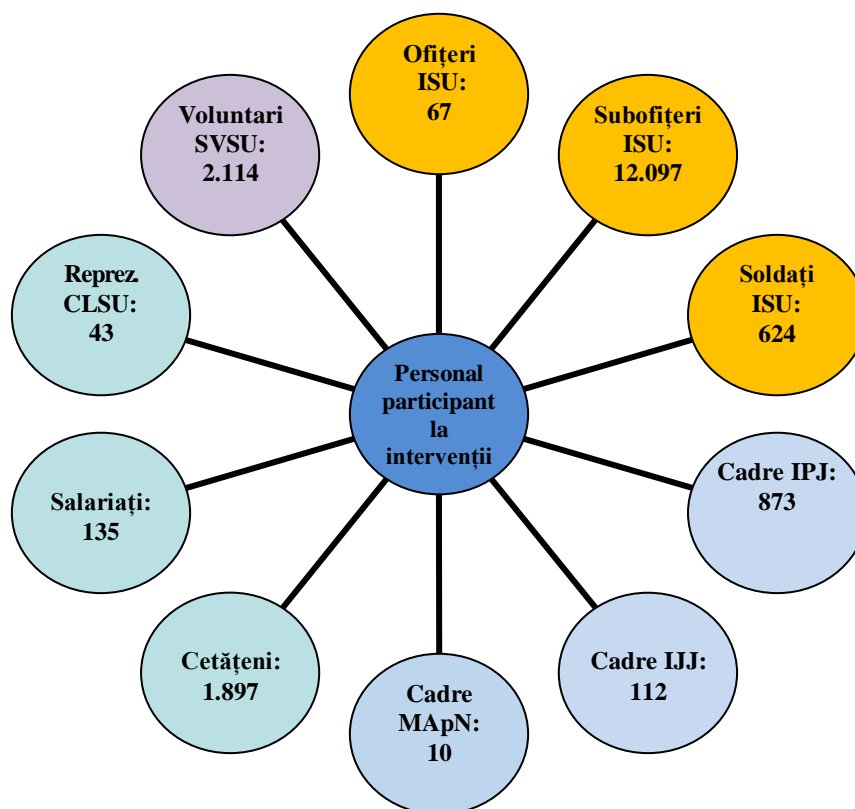 Ofițeri
ISU:
67
Subofițeri
ISU:
12.097
Soldați
ISU:
624
Cadre IPJ:
873
Cadre IJJ:
112
Cadre
MApN:
10
Cetățeni:
1.897
Salariați:
135
Reprez.
CLSU:
43
Voluntari
SVSU:
2.114
Personal
participant
la
intervenții